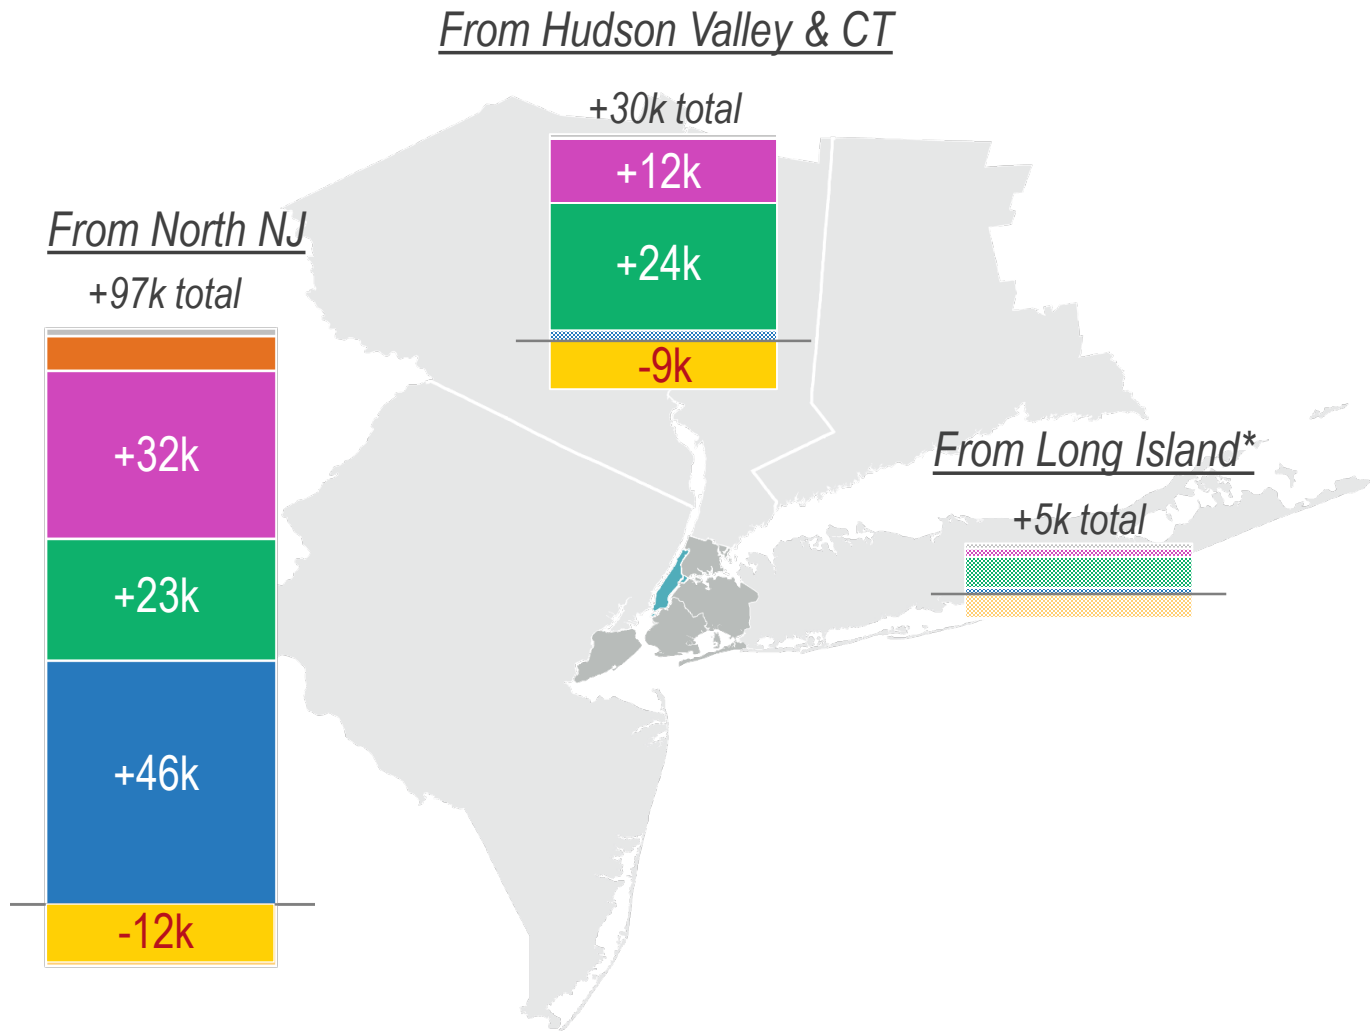 From Hudson Valley & CT
+30k total
+12k
+24k
-9k
From North NJ
+97k total
+32k
+23k
+46k
-12k
From Long Island*
+5k total